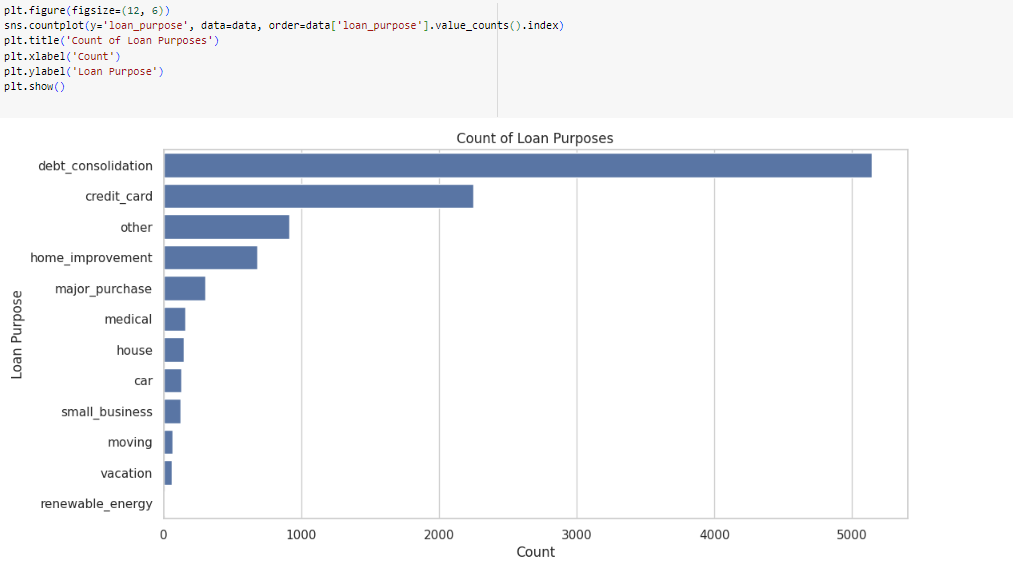 plt.figure(figsize=(12, 6))
sns.countplot(y='loan_purpose', data=data, order=data['loan_purpose'].value_counts().index)
plt.title('Count of Loan Purposes')
plt.xlabel('Count')
plt.ylabel('Loan Purpose')
plt.show()
Count of Loan Purposes
debt_consolidation
credit_card
other
home_improvement
major_purchase
medical
house
car
small_business
moving
vacation
renewable_energy
Loan Purpose
0 1000 2000 3000 4000 5000
Count